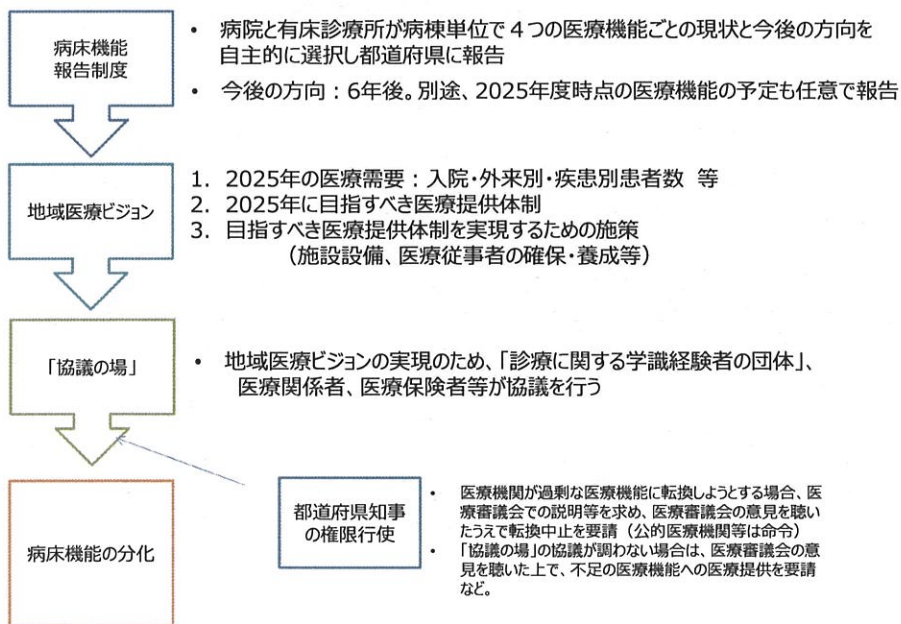 病床機能
報告制度
• 病院と有床診療所が病棟単位で４つの医療機能ごとの現状と今後の方向を
自主的に選択し都道府県に報告
• 今後の方向：6年後。別途、2025年度時点の医療機能の予定も任意で報告
地域医療ビジョン
1. 2025年の医療需要：入院・外来別・疾患別患者数 等
2. 2025年に目指すべき医療提供体制
3. 目指すべき医療提供体制を実現するための施策
（施設設備、医療従事者の確保・養成等）
「協議の場」
• 地域医療ビジョンの実現のため、「診療に関する学識経験者の団体」、
医療関係者、医療保険者等が協議を行う
都道府県知事
の権限行使
• 医療機関が過剰な医療機能に転換しようとする場合、医
療審議会での説明等を求め、医療審議会の意見を聴い
たうえで転換中止を要請（公的医療機関等は命令）
• 「協議の場」の協議が調わない場合は、医療審議会の意
見を聴いた上で、不足の医療機能への医療提供を要請
など。
病床機能の分化